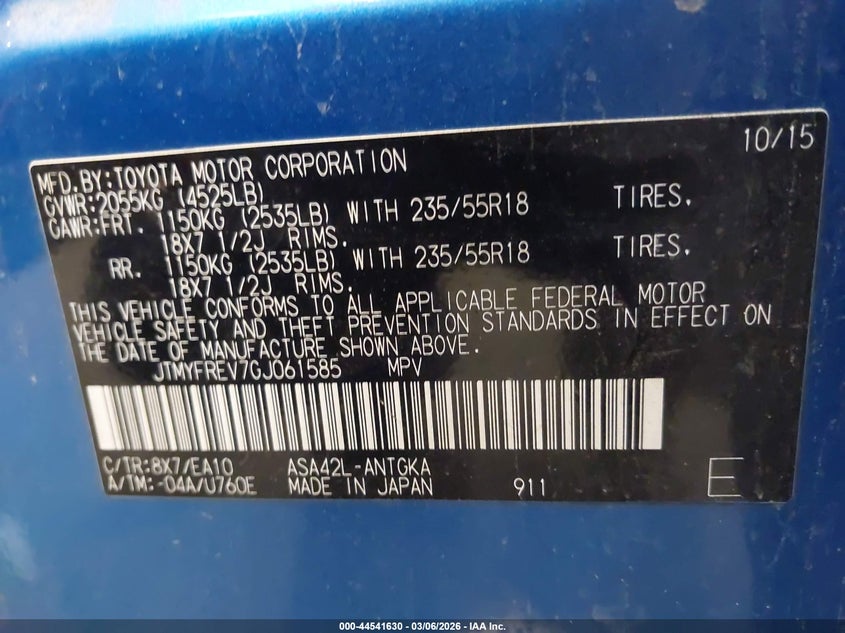 10/15
MFD.BY:TOYOTA MOTOR CORPORATION
GVWR:2055KG (4525LB)
GAWR:FRT. 1150KG (2535LB) WITH 235/55R18 TIRES.
18X7 1/2J RIMS.
RR. 1150KG (2535LB) WITH 235/55R18 TIRES.
18X7 1/2J RIMS.
THIS VEHICLE CONFORMS TO ALL APPLICABLE FEDERAL MOTOR
VEHICLE SAFETY AND THEFT PREVENTION STANDARDS IN EFFECT ON
THE DATE OF MANUFACTURE SHOWN ABOVE.
JTMYFREV7GJ061585 MPV
C/TR:8X7/EA10 ASA42L-ANTGKA
A/TM:-04A/U760E MADE IN JAPAN 911 E
000-44541630 - 03/06/2026 - IAA Inc.